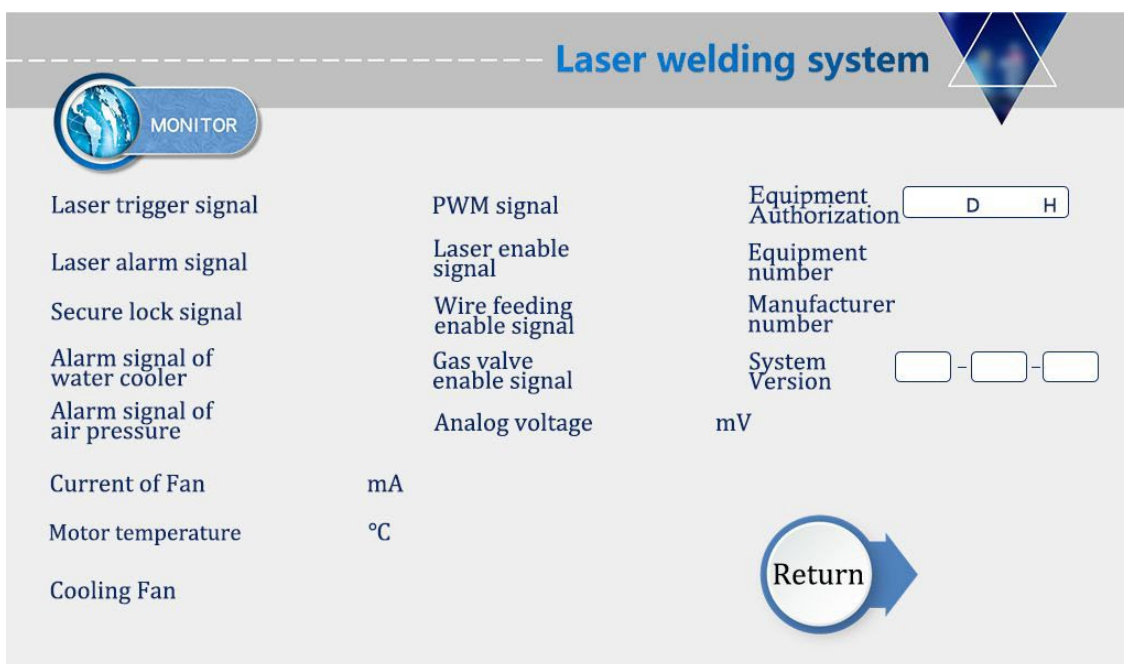 Laser welding system
MONITOR
Laser trigger signal
PWM signal
Equipment
Authorization
D H
Laser alarm signal
Laser enable
signal
Equipment
number
Secure lock signal
Wire feeding
enable signal
Manufacturer
number
Alarm signal of
water cooler
Gas valve
enable signal
System
Version
- -
Alarm signal of
air pressure
Analog voltage mV
Current of Fan mA
Motor temperature °C
Cooling Fan
Return